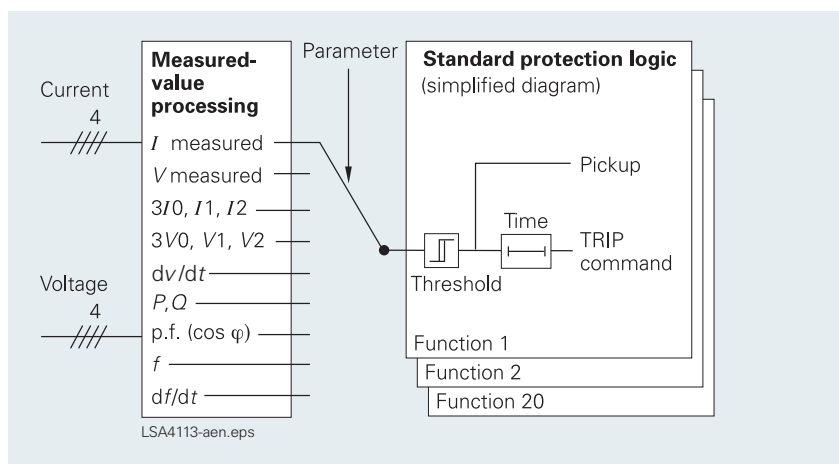 Current
4
Voltage
4
Measured-
value
processing
I measured
V measured
3I0, I1, I2
3V0, V1, V2
dv/dt
P,Q
p.f. (cos φ)
f
df/dt
LSA4113-aen.eps
Parameter
Standard protection logic
(simplified diagram)
Pickup
Time
TRIP
command
Threshold
Function 1
Function 2
Function 20